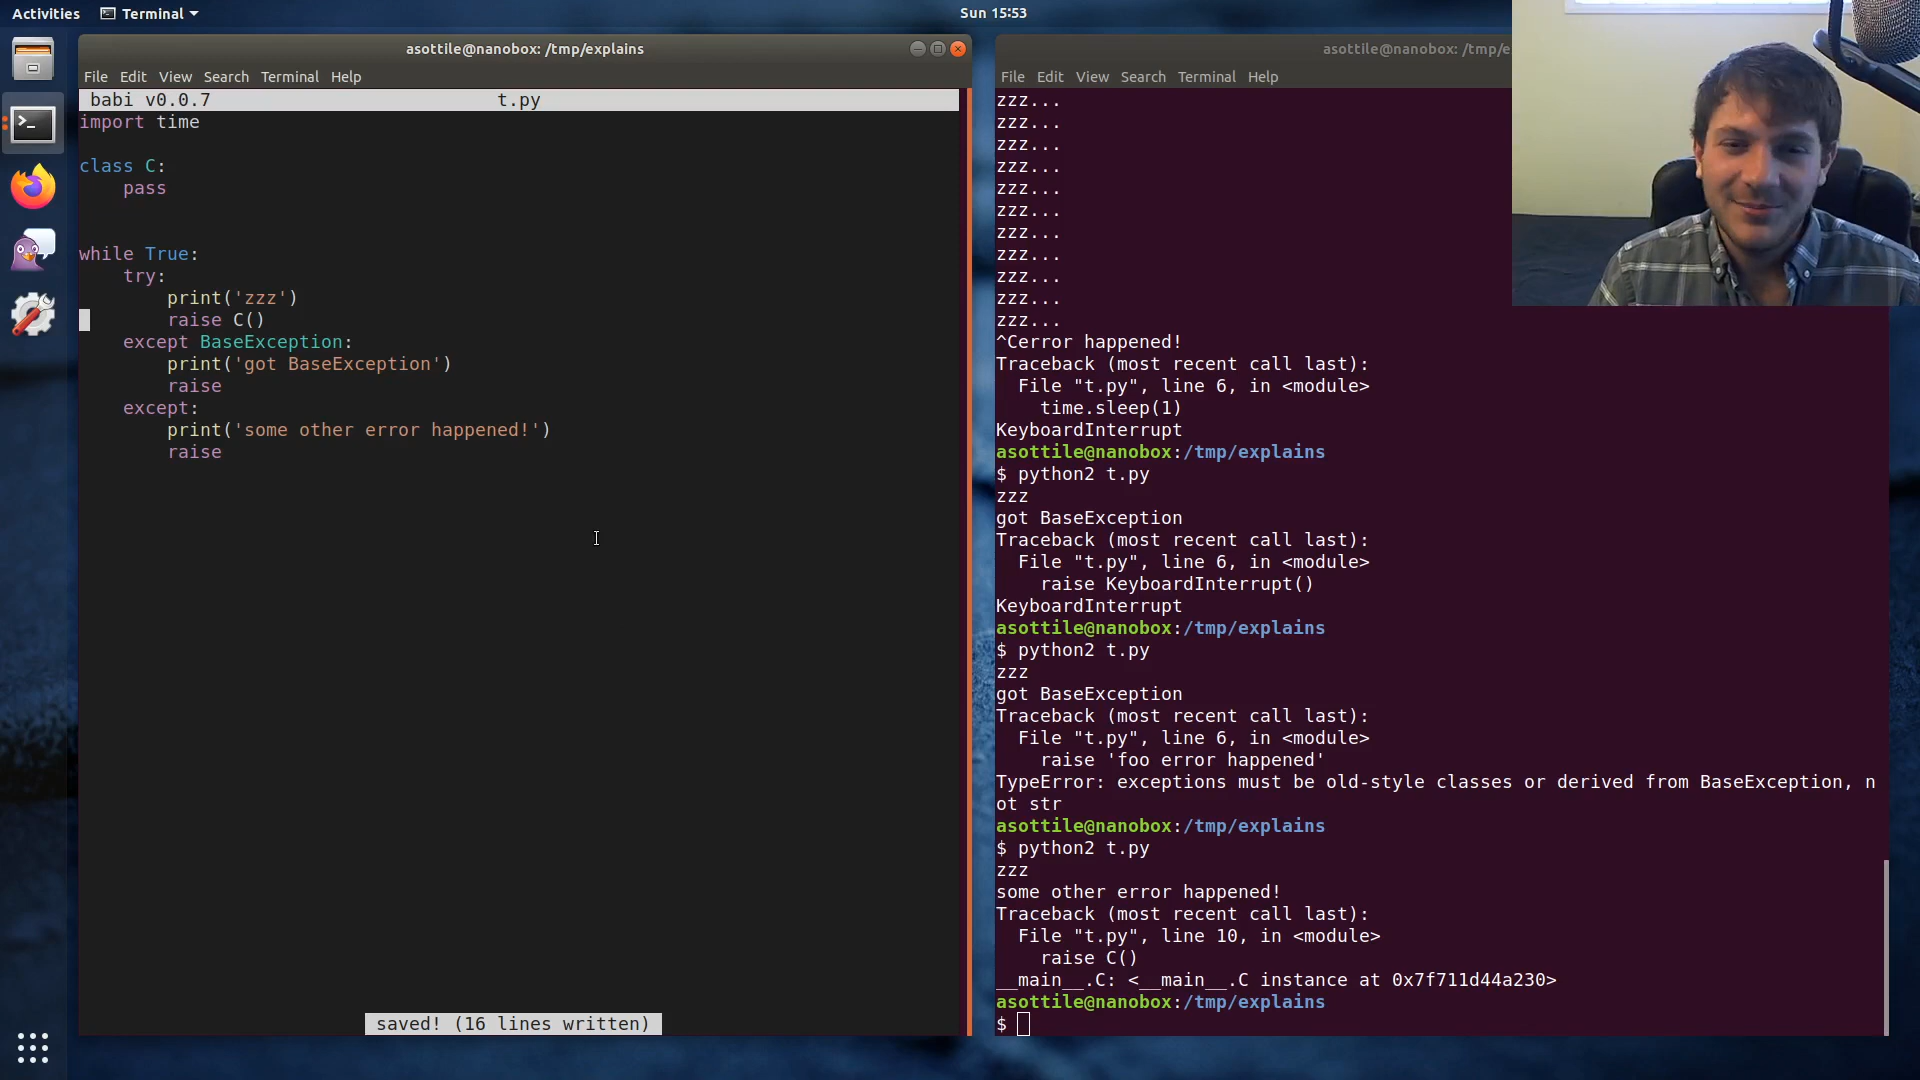 Activities
Terminal
Sun 15:53
asottile@nanobox: /tmp/explains
File Edit View Search Terminal Help
babi v0.0.7 t.py
import time
class C:
    pass
while True:
    try:
        print('zzz')
        raise C()
    except BaseException:
        print('got BaseException')
        raise
    except:
        print('some other error happened!')
        raise
saved! (16 lines written)
asottile@nanobox: /tmp/e
File Edit View Search Terminal Help
zzz...
zzz...
zzz...
zzz...
zzz...
zzz...
zzz...
zzz...
zzz...
zzz...
zzz...
^Cerror happened!
Traceback (most recent call last):
  File "t.py", line 6, in <module>
    time.sleep(1)
KeyboardInterrupt
asottile@nanobox:/tmp/explains
$ python2 t.py
zzz
got BaseException
Traceback (most recent call last):
  File "t.py", line 6, in <module>
    raise KeyboardInterrupt()
KeyboardInterrupt
asottile@nanobox:/tmp/explains
$ python2 t.py
zzz
got BaseException
Traceback (most recent call last):
  File "t.py", line 6, in <module>
    raise 'foo error happened'
TypeError: exceptions must be old-style classes or derived from BaseException, n
ot str
asottile@nanobox:/tmp/explains
$ python2 t.py
zzz
some other error happened!
Traceback (most recent call last):
  File "t.py", line 10, in <module>
    raise C()
__main__.C: <__main__.C instance at 0x7f711d44a230>
asottile@nanobox:/tmp/explains
$